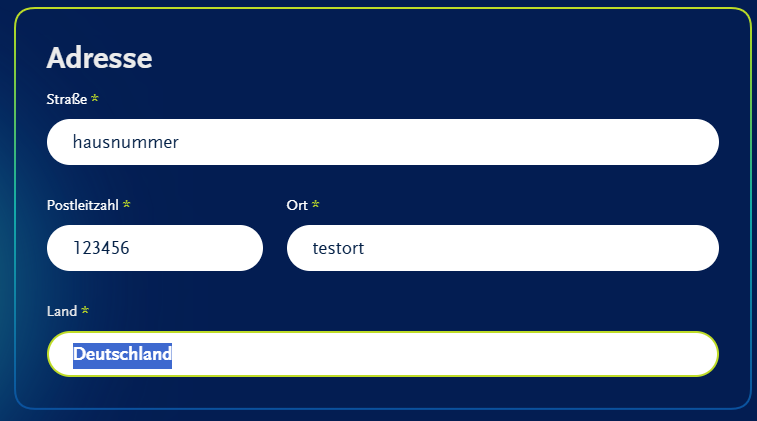 Adresse
Straße *
hausnummer
Postleitzahl * Ort *
123456 testort
Land *
Deutschland